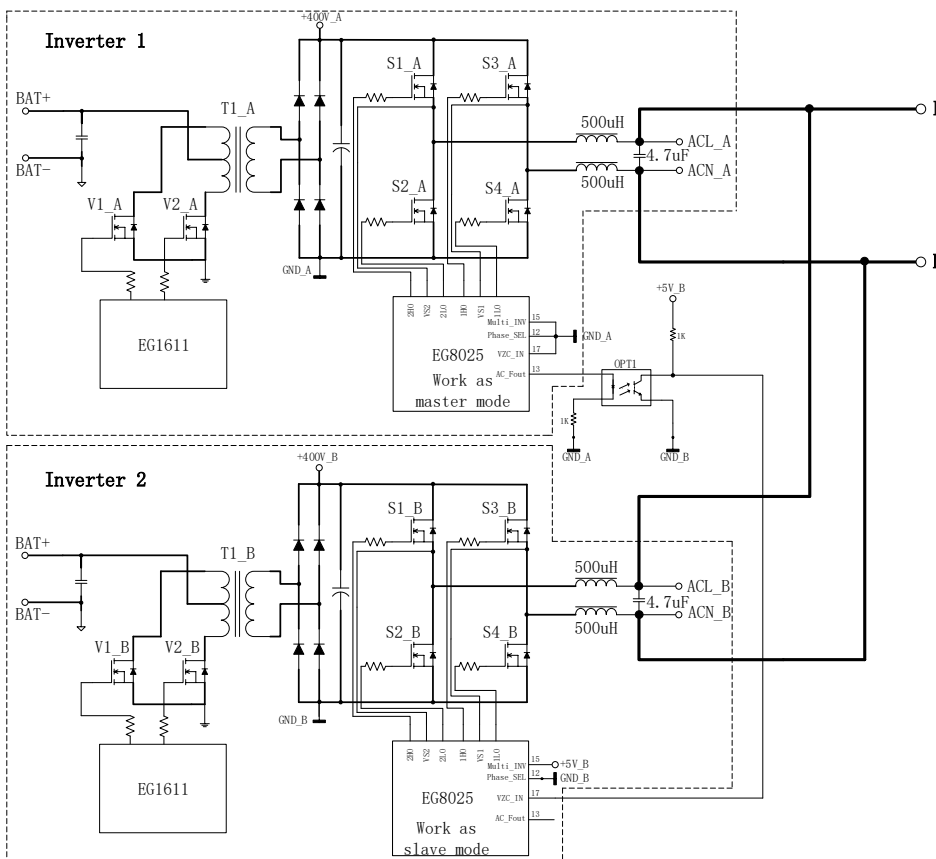 Inverter 1
+400V_A
BAT+
BAT-
T1_A
V1_A
V2_A
EG1611
S1_A
S3_A
S2_A
S4_A
GND_A
500uH
500uH
4.7uF
ACL_A
ACN_A
2HO
VS2
2LO
1HO
VS1
1LO
Multi_INV
15
Phase_SEL
12
VZC_IN
17
AC_Fout
13
EG8025
Work as
master mode
GND_A
+5V_B
1K
OPT1
1K
GND_A
GND_B
Inverter 2
+400V_B
BAT+
BAT-
T1_B
V1_B
V2_B
EG1611
S1_B
S3_B
S2_B
S4_B
GND_B
500uH
500uH
4.7uF
ACL_B
ACN_B
2HO
VS2
2LO
1HO
VS1
1LO
Multi_INV
15
+5V_B
Phase_SEL
12
GND_B
VZC_IN
17
AC_Fout
13
EG8025
Work as
slave mode